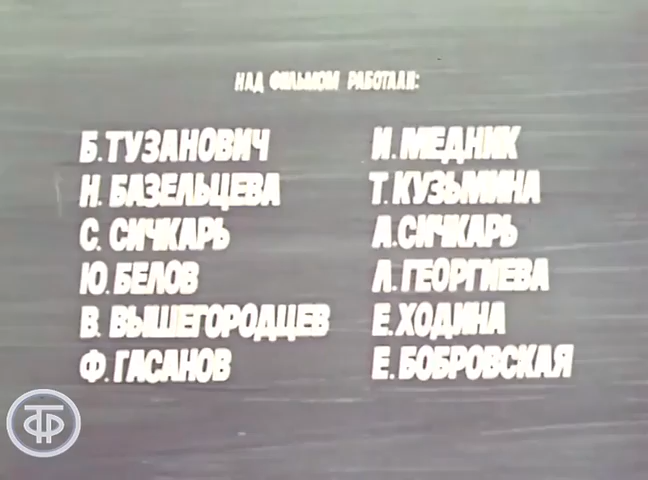 НАД ФИЛЬМОМ РАБОТАЛИ:
Б. ТУЗАНОВИЧ
Н. БАЗЕЛЬЦЕВА
С. СИЧКАРЬ
Ю. БЕЛОВ
В. ВЫШЕГОРОДЦЕВ
Ф. ГАСАНОВ
И. МЕДНИК
Т. КУЗЬМИНА
А. СИЧКАРЬ
Л. ГЕОРГИЕВА
Е. ХОДИНА
Е. БОБРОВСКАЯ